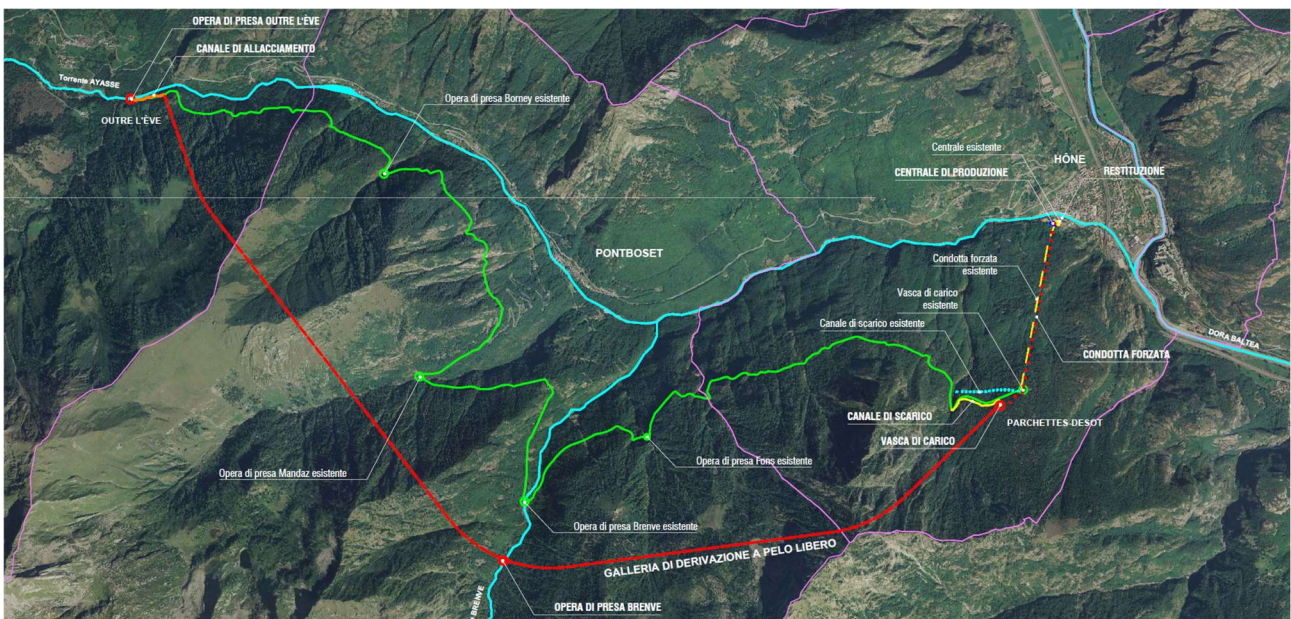 OPERA DI PRESA OUTRE L'ÈVE
CANALE DI ALLACCIAMENTO
Torrente AYASSE
OUTRE L'ÈVE
Opera di presa Borney esistente
Centrale esistente
HÔNE
CENTRALE DI PRODUZIONE
RESTITUZIONE
PONTBOSET
Condotta forzata
esistente
Vasca di carico
esistente
Canale di scarico esistente
DORA BALTEA
CONDOTTA FORZATA
CANALE DI SCARICO
PARCHETTES-DESOT
VASCA DI CARICO
Opera di presa Mandaz esistente
Opera di presa Fons esistente
Opera di presa Brenve esistente
GALLERIA DI DERIVAZIONE A PELO LIBERO
BRENVE
OPERA DI PRESA BRENVE